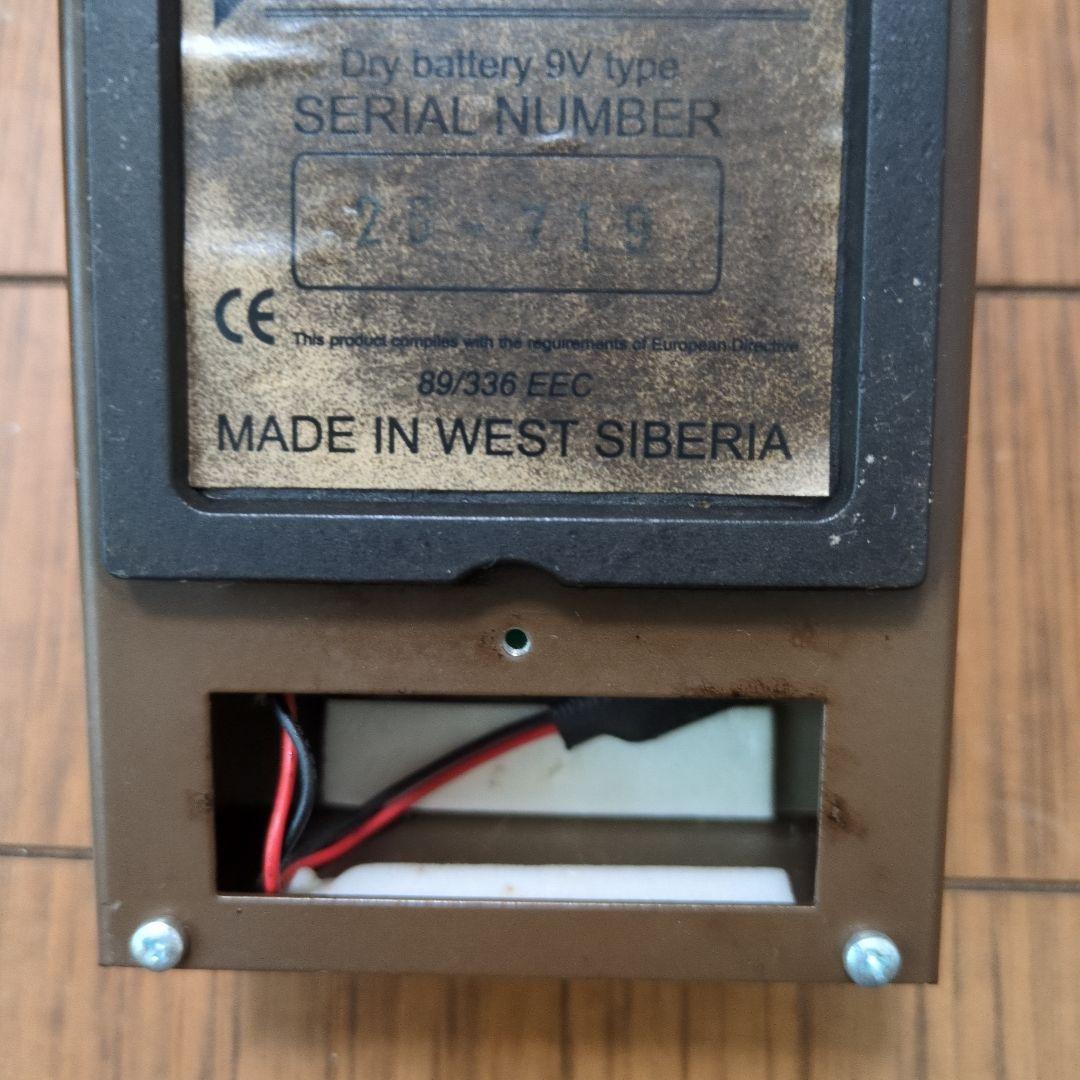 Dry battery 9V type
SERIAL NUMBER
26 - 719
CE This product complies with the requirements of European Directive
89/336 EEC
MADE IN WEST SIBERIA